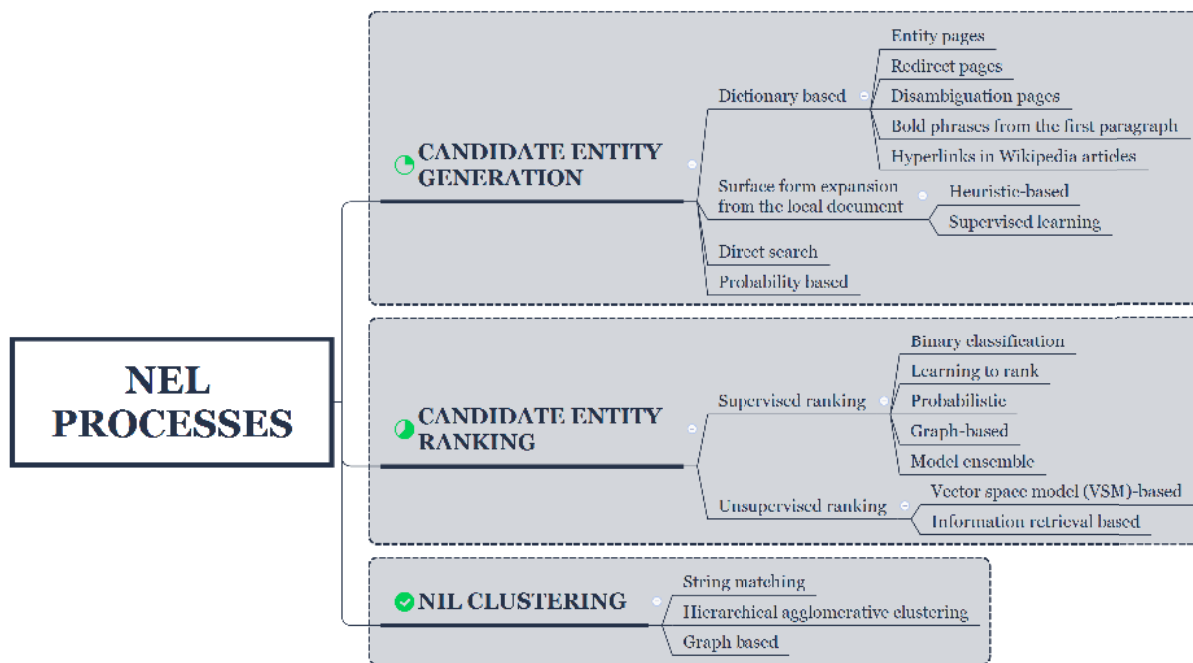 NEL
PROCESSES
CANDIDATE ENTITY
GENERATION
Dictionary based
Entity pages
Redirect pages
Disambiguation pages
Bold phrases from the first paragraph
Hyperlinks in Wikipedia articles
Surface form expansion
from the local document
Heuristic-based
Supervised learning
Direct search
Probability based
CANDIDATE ENTITY
RANKING
Supervised ranking
Binary classification
Learning to rank
Probabilistic
Graph-based
Model ensemble
Unsupervised ranking
Vector space model (VSM)-based
Information retrieval based
NIL CLUSTERING
String matching
Hierarchical agglomerative clustering
Graph based